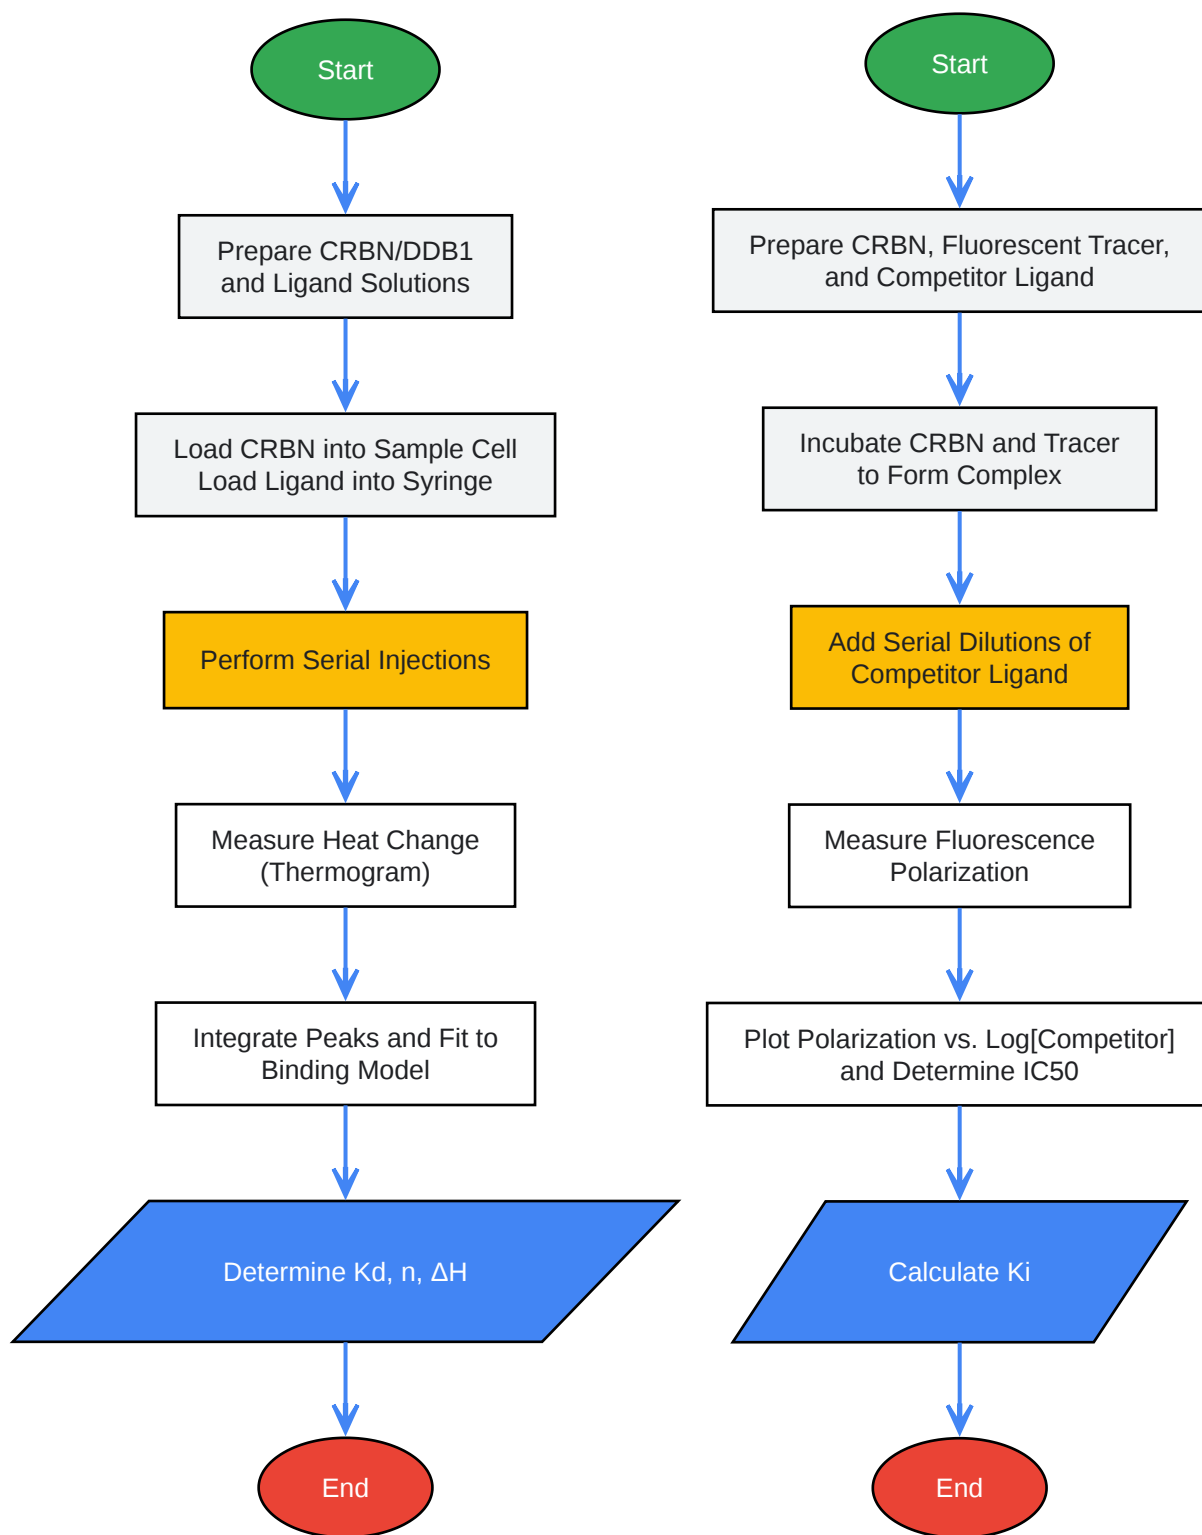 Start
Prepare CRBN/DDB1
and Ligand Solutions
Load CRBN into Sample Cell
Load Ligand into Syringe
Perform Serial Injections
Measure Heat Change
(Thermogram)
Integrate Peaks and Fit to
Binding Model
Determine Kd, n, ΔH
End
Start
Prepare CRBN, Fluorescent Tracer,
and Competitor Ligand
Incubate CRBN and Tracer
to Form Complex
Add Serial Dilutions of
Competitor Ligand
Measure Fluorescence
Polarization
Plot Polarization vs. Log[Competitor]
and Determine IC50
Calculate Ki
End